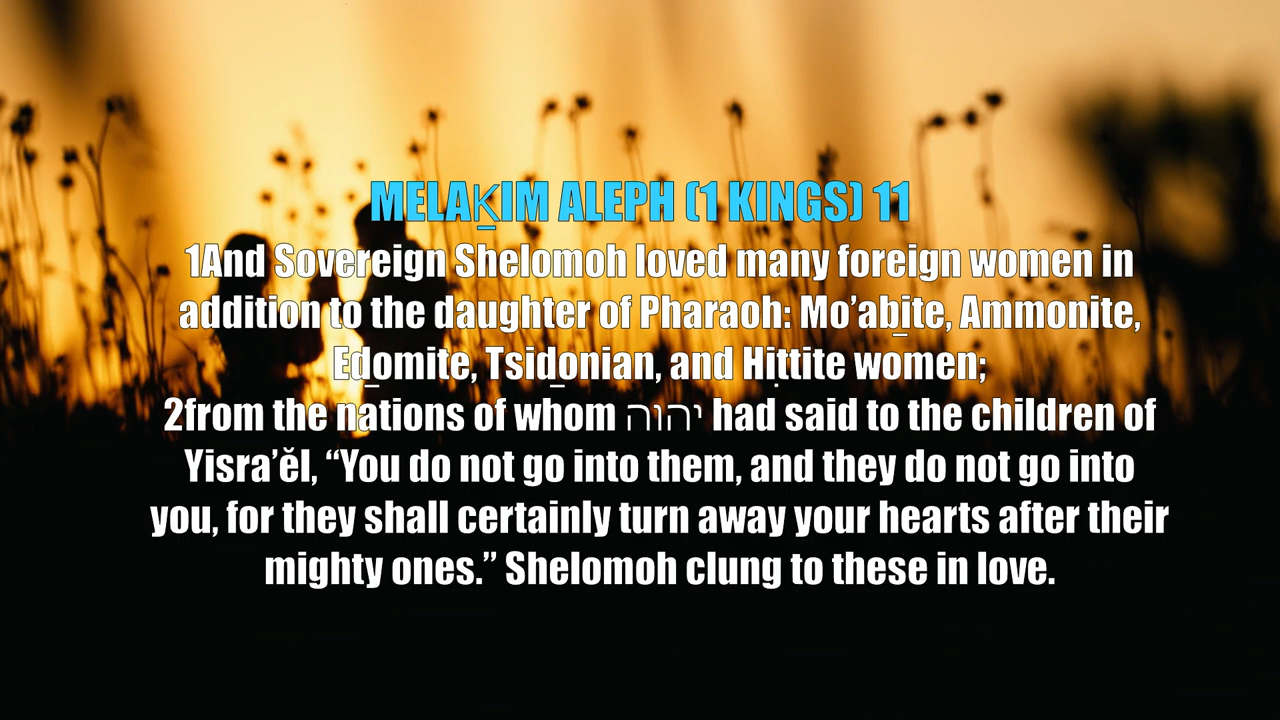 MELAḴIM ALEPH (1 KINGS) 11
1And Sovereign Shelomoh loved many foreign women in
addition to the daughter of Pharaoh: Mo’aḇite, Ammonite,
Eḏomite, Tsiḏonian, and Ḥittite women;
2from the nations of whom יהוה had said to the children of
Yisra’ĕl, “You do not go into them, and they do not go into
you, for they shall certainly turn away your hearts after their
mighty ones.” Shelomoh clung to these in love.